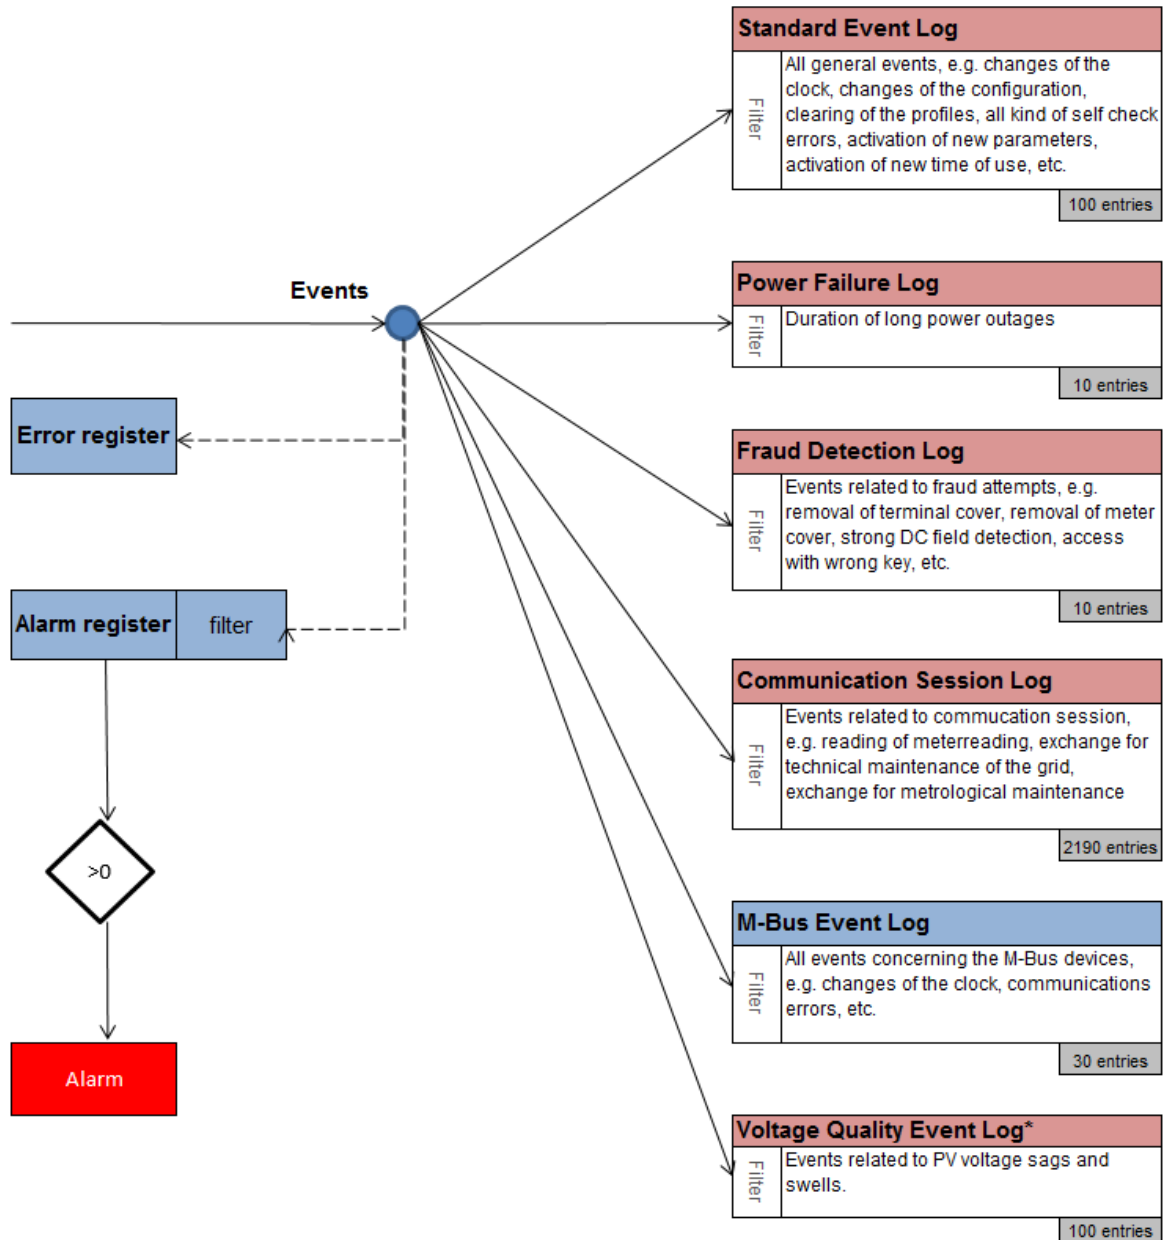 Standard Event Log
Filter
All general events, e.g. changes of the
clock, changes of the configuration,
clearing of the profiles, all kind of self check
errors, activation of new parameters,
activation of new time of use, etc.
100 entries
Events
Power Failure Log
Filter
Duration of long power outages
10 entries
Error register
Fraud Detection Log
Filter
Events related to fraud attempts, e.g.
removal of terminal cover, removal of meter
cover, strong DC field detection, access
with wrong key, etc.
10 entries
Alarm register
filter
Communication Session Log
Filter
Events related to commucation session,
e.g. reading of meterreading, exchange for
technical maintenance of the grid,
exchange for metrological maintenance
2190 entries
>0
M-Bus Event Log
Filter
All events concerning the M-Bus devices,
e.g. changes of the clock, communications
errors, etc.
30 entries
Alarm
Voltage Quality Event Log*
Filter
Events related to PV voltage sags and
swells.
100 entries